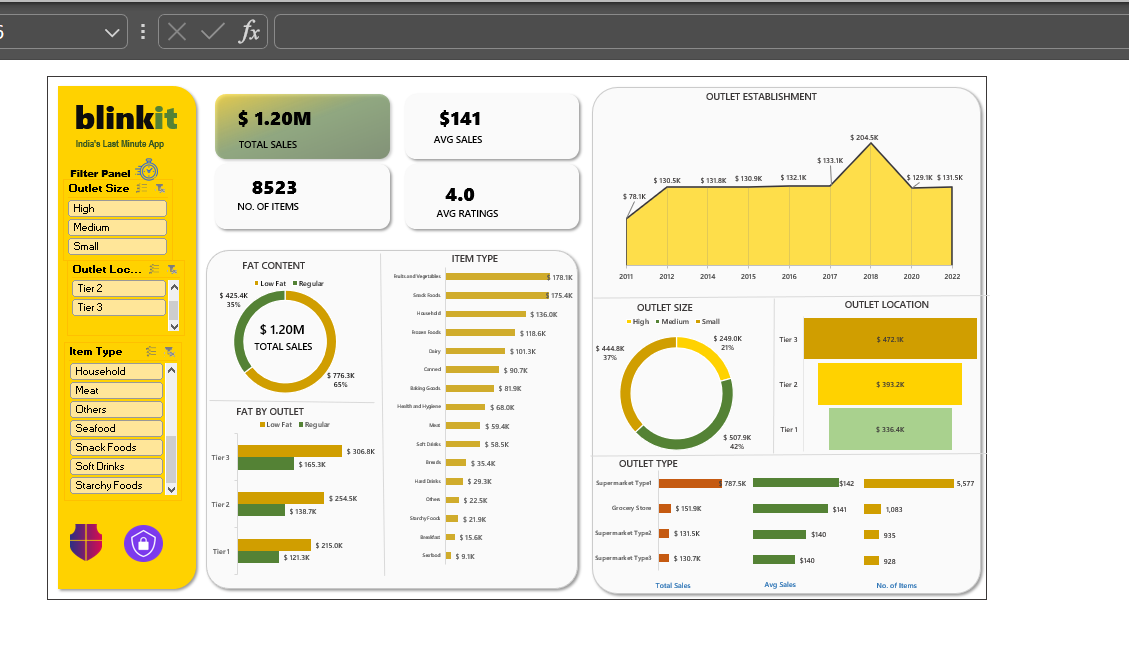 6
fx
blinkit
India's Last Minute App
Filter Panel
Outlet Size
High
Medium
Small
Outlet Loc...
Tier 2
Tier 3
Item Type
Household
Meat
Others
Seafood
Snack Foods
Soft Drinks
Starchy Foods
$ 1.20M
TOTAL SALES
$141
AVG SALES
8523
NO. OF ITEMS
4.0
AVG RATINGS
FAT CONTENT
Low Fat Regular
$ 425.4K
35%
$ 1.20M
TOTAL SALES
$ 776.3K
65%
FAT BY OUTLET
Low Fat Regular
Tier 3
$ 306.8K
$ 165.3K
Tier 2
$ 254.5K
$ 138.7K
Tier 1
$ 215.0K
$ 121.3K
ITEM TYPE
Fruits and Vegetables $ 178.1K
Snack Foods $ 175.4K
Household $ 136.0K
Frozen Foods $ 118.6K
Dairy $ 101.3K
Canned $ 90.7K
Baking Goods $ 81.9K
Health and Hygiene $ 68.0K
Meat $ 59.4K
Soft Drinks $ 58.5K
Breads $ 35.4K
Hard Drinks $ 29.3K
Others $ 22.5K
Starchy Foods $ 21.9K
Breakfast $ 15.6K
Seafood $ 9.1K
OUTLET ESTABLISHMENT
$ 78.1K
$ 130.5K
$ 131.8K
$ 130.9K
$ 132.1K
$ 133.1K
$ 204.5K
$ 129.1K
$ 131.5K
2011 2012 2014 2015 2016 2017 2018 2020 2022
OUTLET SIZE
High Medium Small
$ 444.8K
37%
$ 249.0K
21%
$ 507.9K
42%
OUTLET LOCATION
Tier 3 $ 472.1K
Tier 2 $ 393.2K
Tier 1 $ 336.4K
OUTLET TYPE
Supermarket Type1 $ 787.5K $142 5,577
Grocery Store $ 151.9K $141 1,083
Supermarket Type2 $ 131.5K $140 935
Supermarket Type3 $ 130.7K $140 928
Total Sales Avg Sales No. of Items